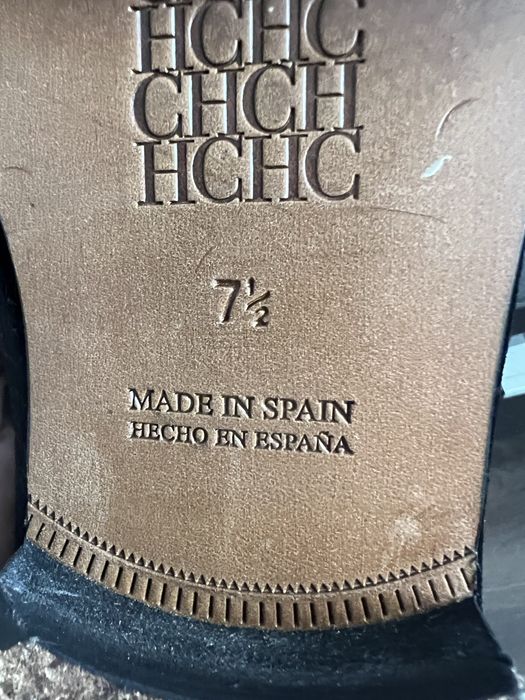 HCHC
CHCH
HCHC
7½
MADE IN SPAIN
HECHO EN ESPAÑA